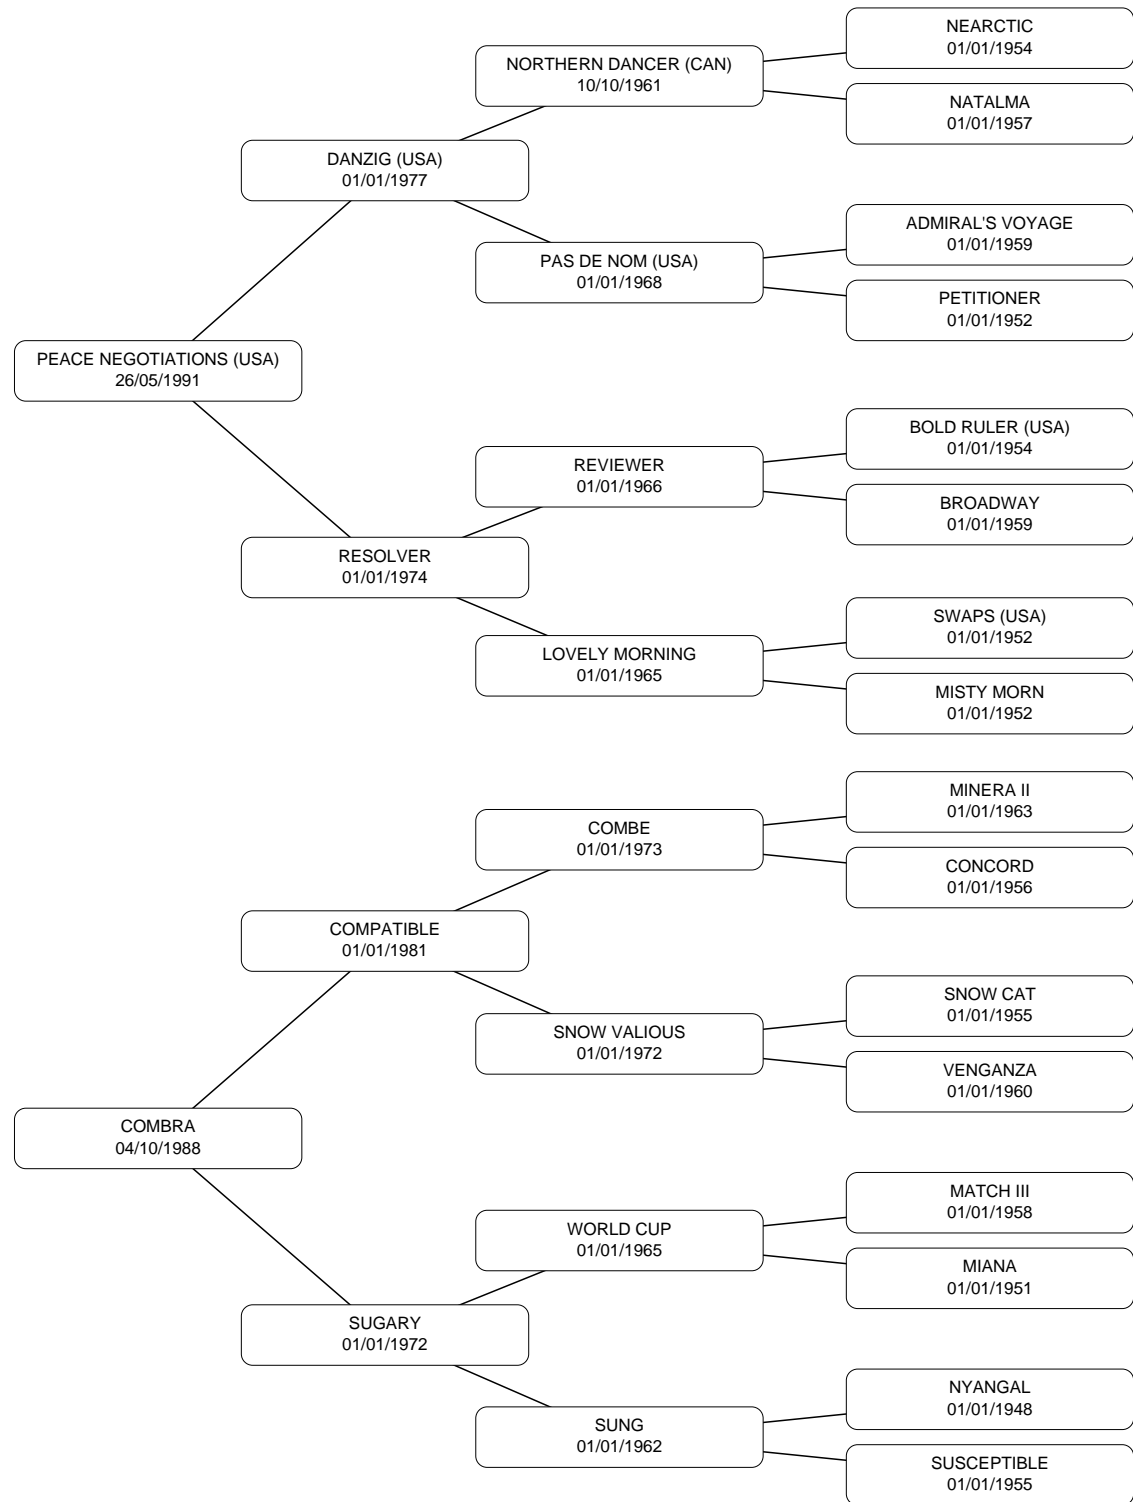 NEARCTIC
01/01/1954
NORTHERN DANCER (CAN)
10/10/1961
NATALMA
01/01/1957
DANZIG (USA)
01/01/1977
ADMIRAL'S VOYAGE
01/01/1959
PAS DE NOM (USA)
01/01/1968
PETITIONER
01/01/1952
PEACE NEGOTIATIONS (USA)
26/05/1991
BOLD RULER (USA)
01/01/1954
REVIEWER
01/01/1966
BROADWAY
01/01/1959
RESOLVER
01/01/1974
SWAPS (USA)
01/01/1952
LOVELY MORNING
01/01/1965
MISTY MORN
01/01/1952
MINERA II
01/01/1963
COMBE
01/01/1973
CONCORD
01/01/1956
COMPATIBLE
01/01/1981
SNOW CAT
01/01/1955
SNOW VALIOUS
01/01/1972
VENGANZA
01/01/1960
COMBRA
04/10/1988
MATCH III
01/01/1958
WORLD CUP
01/01/1965
MIANA
01/01/1951
SUGARY
01/01/1972
NYANGAL
01/01/1948
SUNG
01/01/1962
SUSCEPTIBLE
01/01/1955